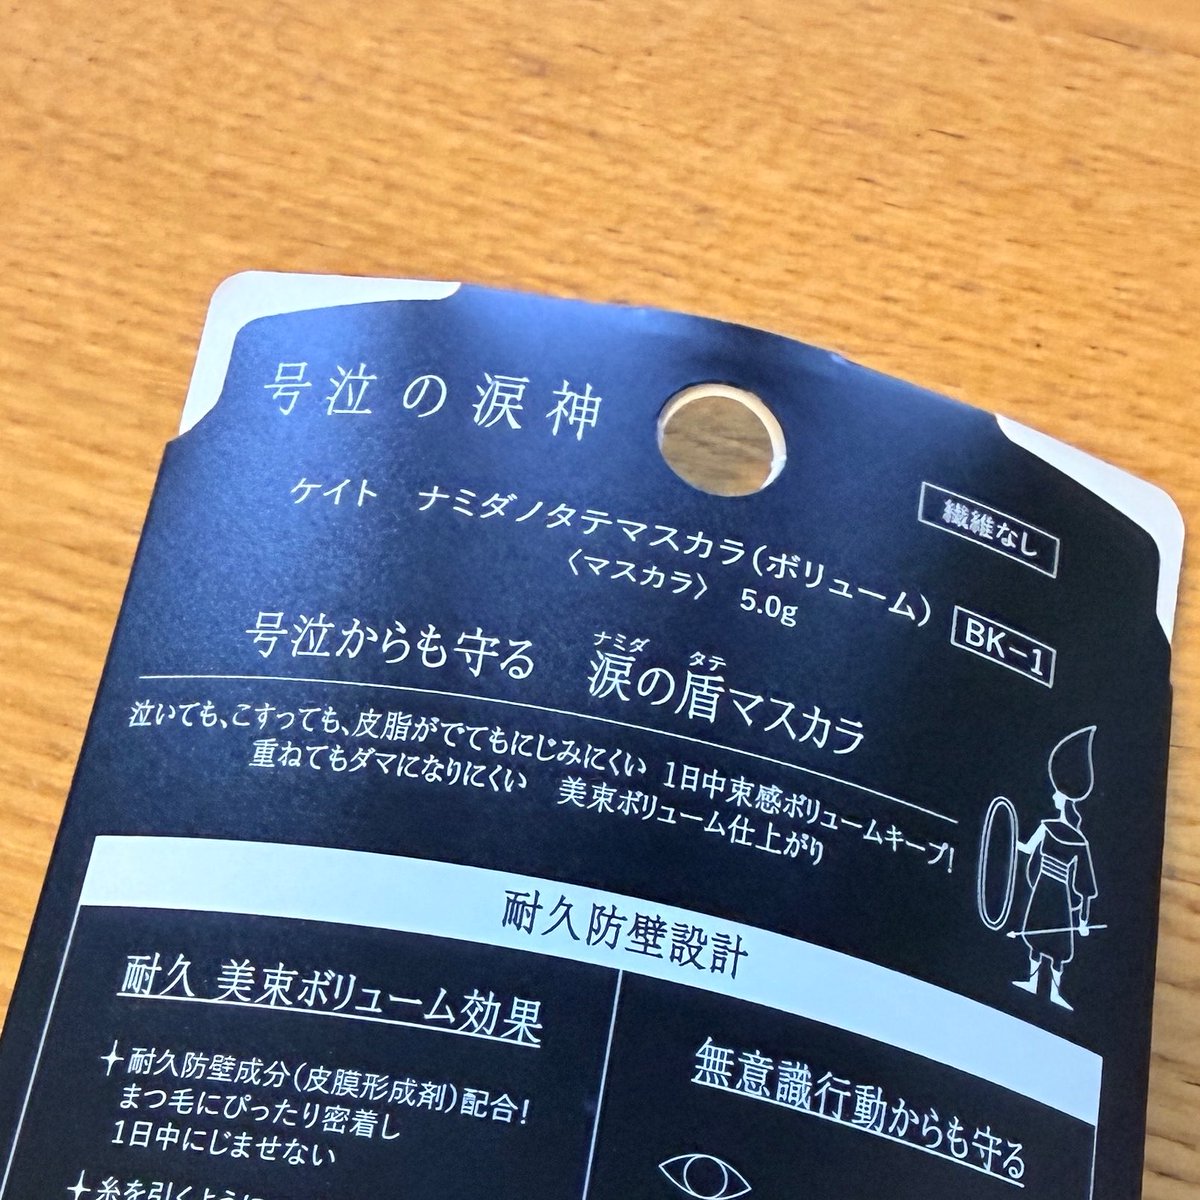 号泣の涙神
繊維なし
ケイト ナミダノタテマスカラ（ボリューム）
BK-1
〈マスカラ〉 5.0g
号泣からも守る 涙の盾マスカラ
ナミダ タテ
泣いても、こすっても、皮脂がでてもにじみにくい 1日中束感ボリュームキープ！
重ねてもダマになりにくい 美束ボリューム仕上がり
耐久防壁設計
耐久 美束ボリューム効果
耐久防壁成分（皮膜形成剤）配合！
まつ毛にぴったり密着し
1日中にじませない
糸を引くように
無意識行動からも守る